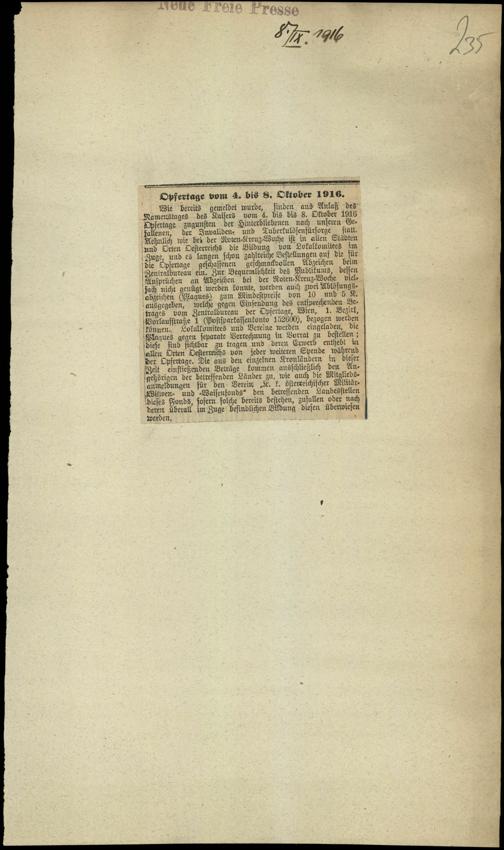 Neue Freie Presse
8./IX. 1916
235
Opfertage vom 4. bis 8. Oktober 1916.
Wie bereits gemeldet wurde, finden aus Anlaß des
Namenstages des Kaisers vom 4. bis bis 8. Oktober 1916
Opfertage zugunsten der Hinterbliebenen nach unseren Ge-
fallenen, der Invaliden- und Tuberkulösenfürsorge statt.
Aehnlich wie bei der Roten-Kreuz-Woche ist in allen Städten
und Orten Oesterreichs die Bildung von Lokalkomitees im
Zuge, und es langen schon zahlreiche Bestellungen auf die für
die Opfertage geschaffenen geschmackvollen Abzeichen beim
Zentralbureau ein. Zur Bequemlichkeit des Publikums, dessen
Ansprüchen an Abzeichen bei der Roten-Kreuz-Woche viel-
fach nicht genügt werden konnte, werden auch zwei Ablösungs-
abzeichen (Plaques) zum Mindestpreise von 10 und 5 K.
ausgegeben, welche gegen Einsendung des entsprechenden Be-
trages vom Zentralbureau der Opfertage, Wien, 1. Bezirk,
Vorlaufstraße 1 (Postsparkassenkonto 152600), bezogen werden
können. Lokalkomitees und Vereine werden eingeladen, die
Plaques gegen separate Verrechnung in Vorrat zu bestellen;
diese sind sichtbar zu tragen und deren Erwerb enthebt in
allen Orten Oesterreichs von jeder weiteren Spende während
der Opfertage. Die aus den einzelnen Kronländern in dieser
Zeit einfließenden Beträge kommen ausschließlich den An-
gehörigen der betreffenden Länder zu, wie auch die Mitglieds-
anmeldungen für den Verein „K. k. österreichischer Militär-
Witwen- und -Waisenfonds“ den betreffenden Landesstellen
dieses Fonds, sofern solche bereits bestehen, zufallen oder nach
deren überall im Zuge befindlichen Bildung diesen überwiesen
werden.